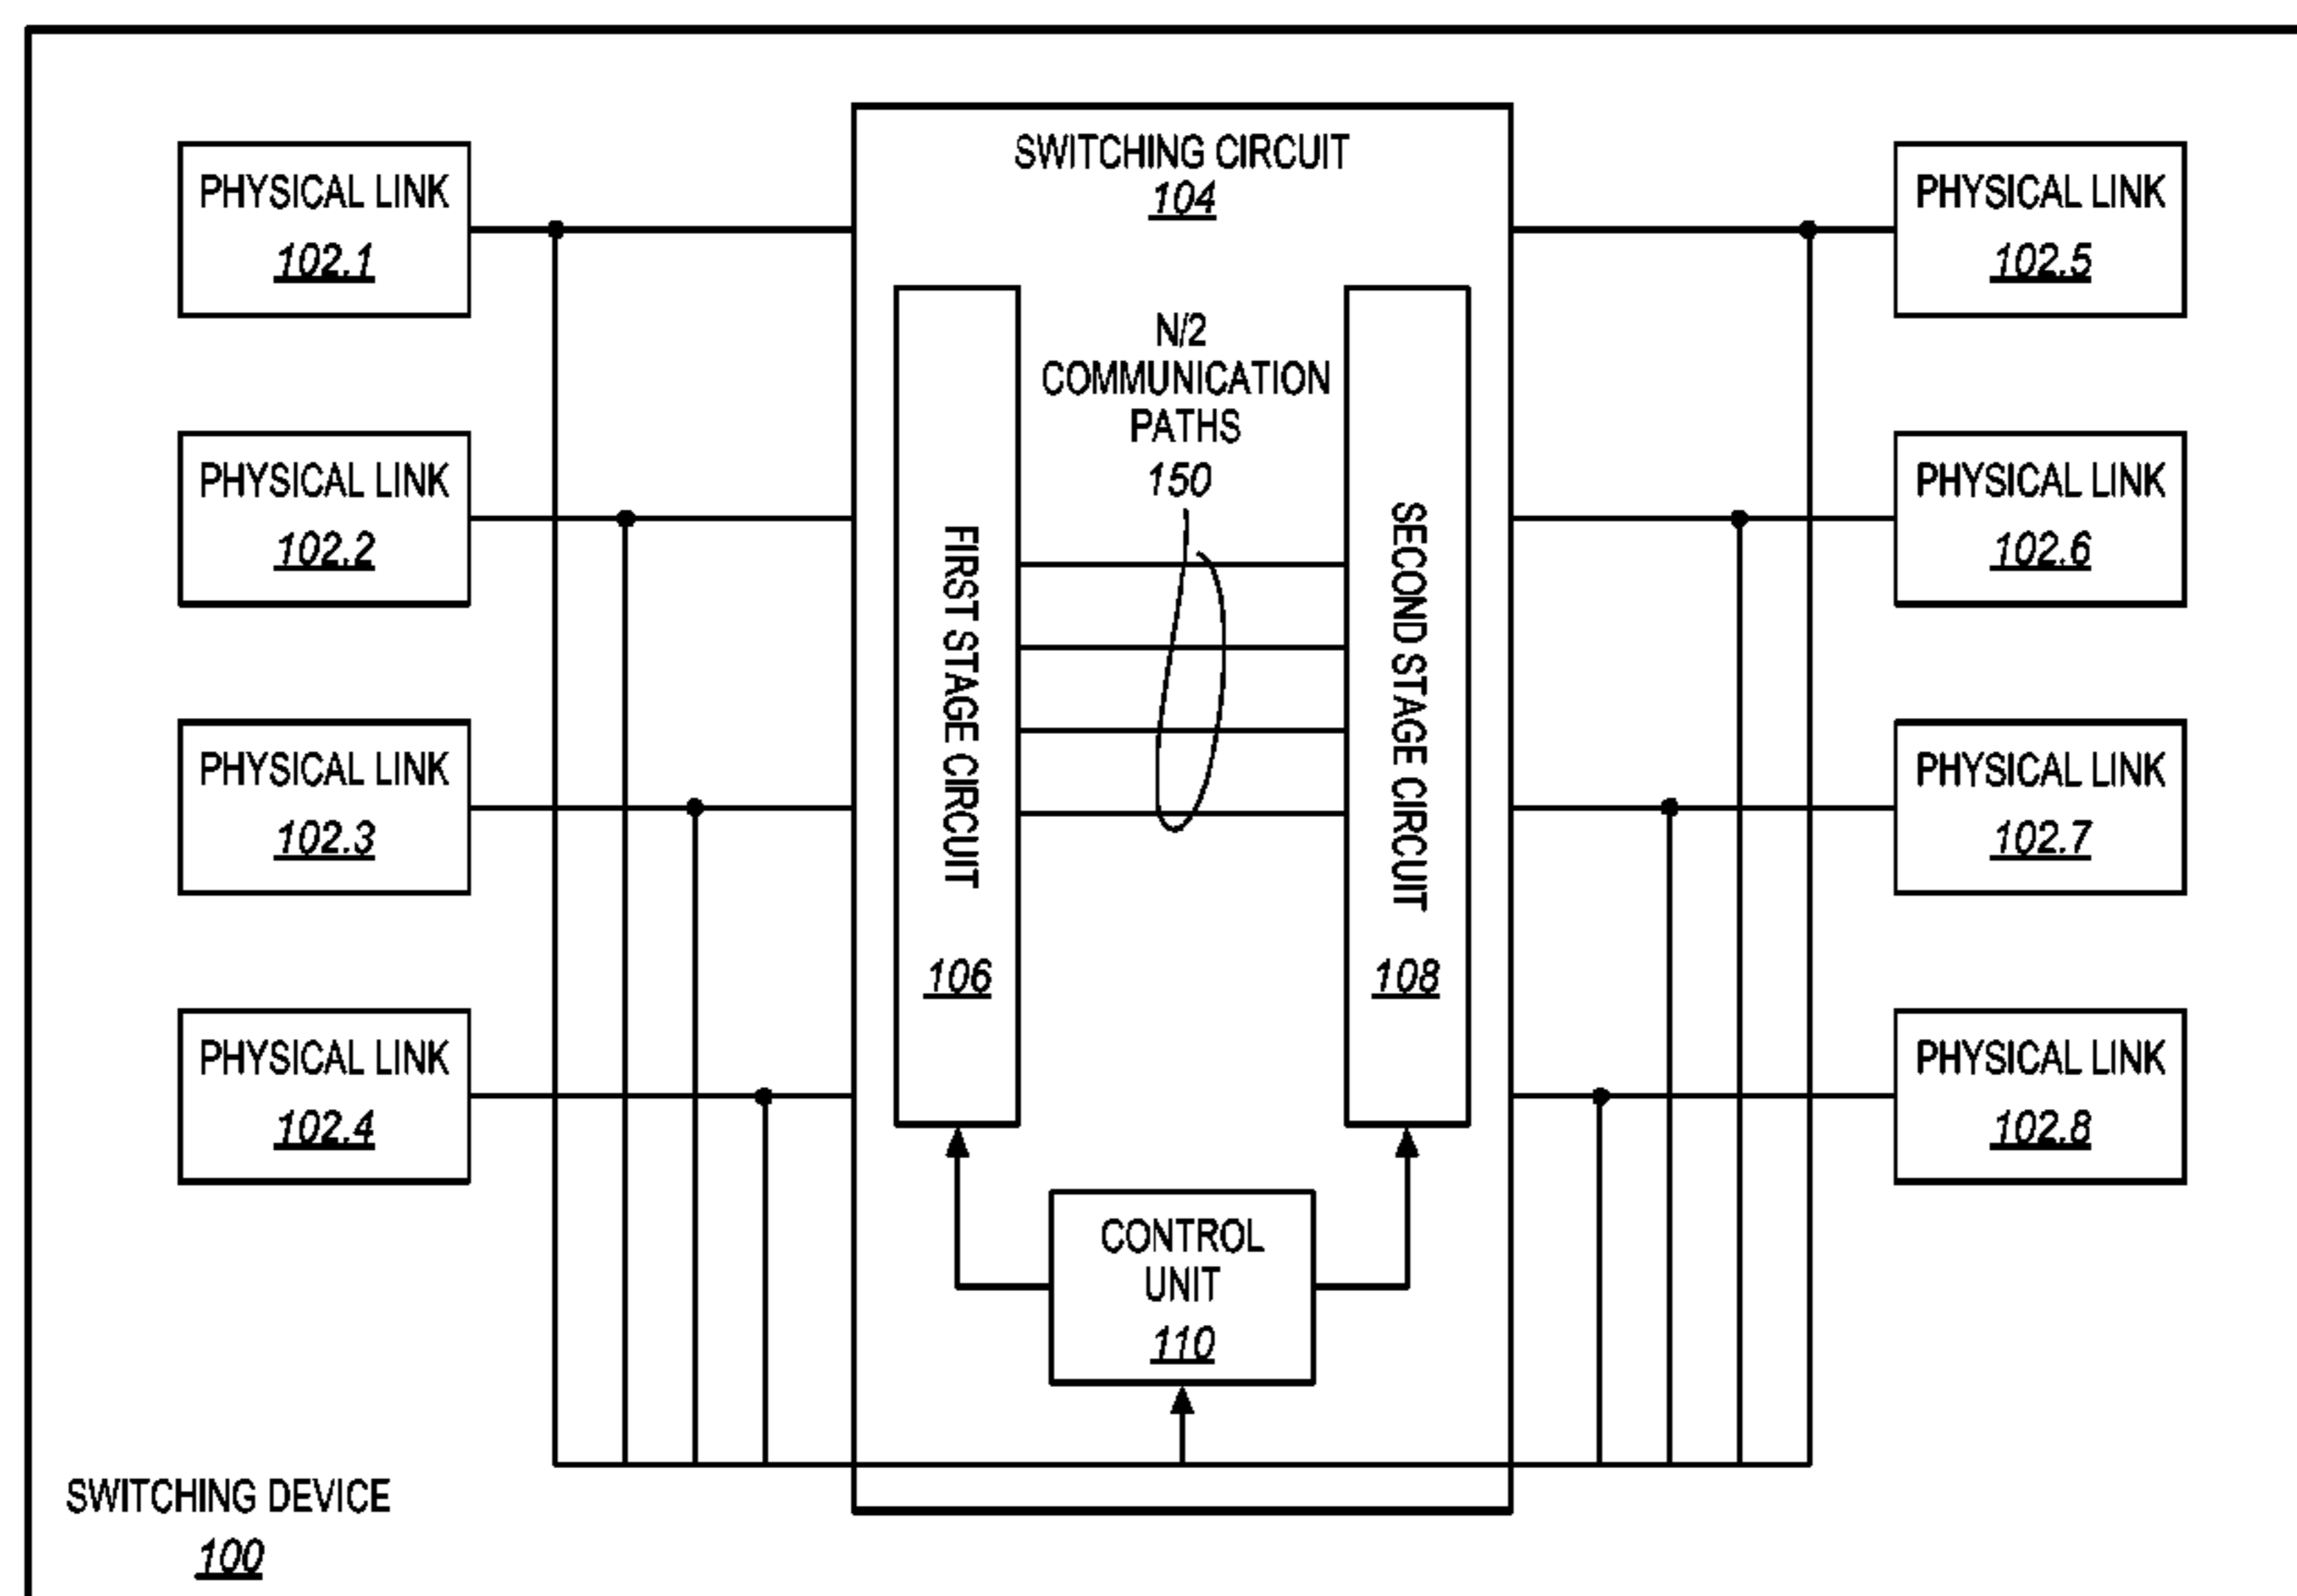 SWITCHING CIRCUIT
104
PHYSICAL LINK
102.1
PHYSICAL LINK
102.2
PHYSICAL LINK
102.3
PHYSICAL LINK
102.4
FIRST STAGE CIRCUIT
106
N/2
COMMUNICATION
PATHS
150
SECOND STAGE CIRCUIT
108
CONTROL
UNIT
110
PHYSICAL LINK
102.5
PHYSICAL LINK
102.6
PHYSICAL LINK
102.7
PHYSICAL LINK
102.8
SWITCHING DEVICE
100